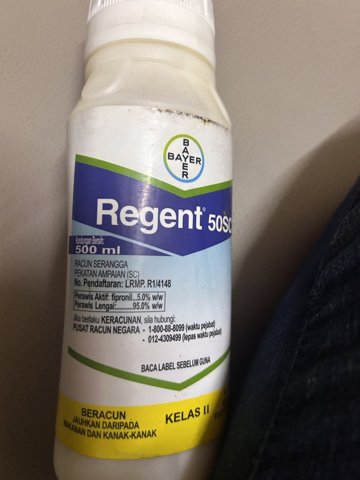 BAYER
BAYER
Regent® 50SC
Kandungan Bersih:
500 ml
RACUN SERANGGA
PEKATAN AMPAIAN (SC)
No. Pendaftaran: LRMP. R1/4148
Perawis Aktif: fipronil...5.0% w/w
Perawis Lengai:.........95.0% w/w
Jika berlaku KERACUNAN, sila hubungi:
PUSAT RACUN NEGARA - 1-800-88-8099 (waktu pejabat)
- 012-4309499 (lepas waktu pejabat)
BACA LABEL SEBELUM GUNA
BERACUN
JAUHKAN DARIPADA
MAKANAN DAN KANAK-KANAK
KELAS II